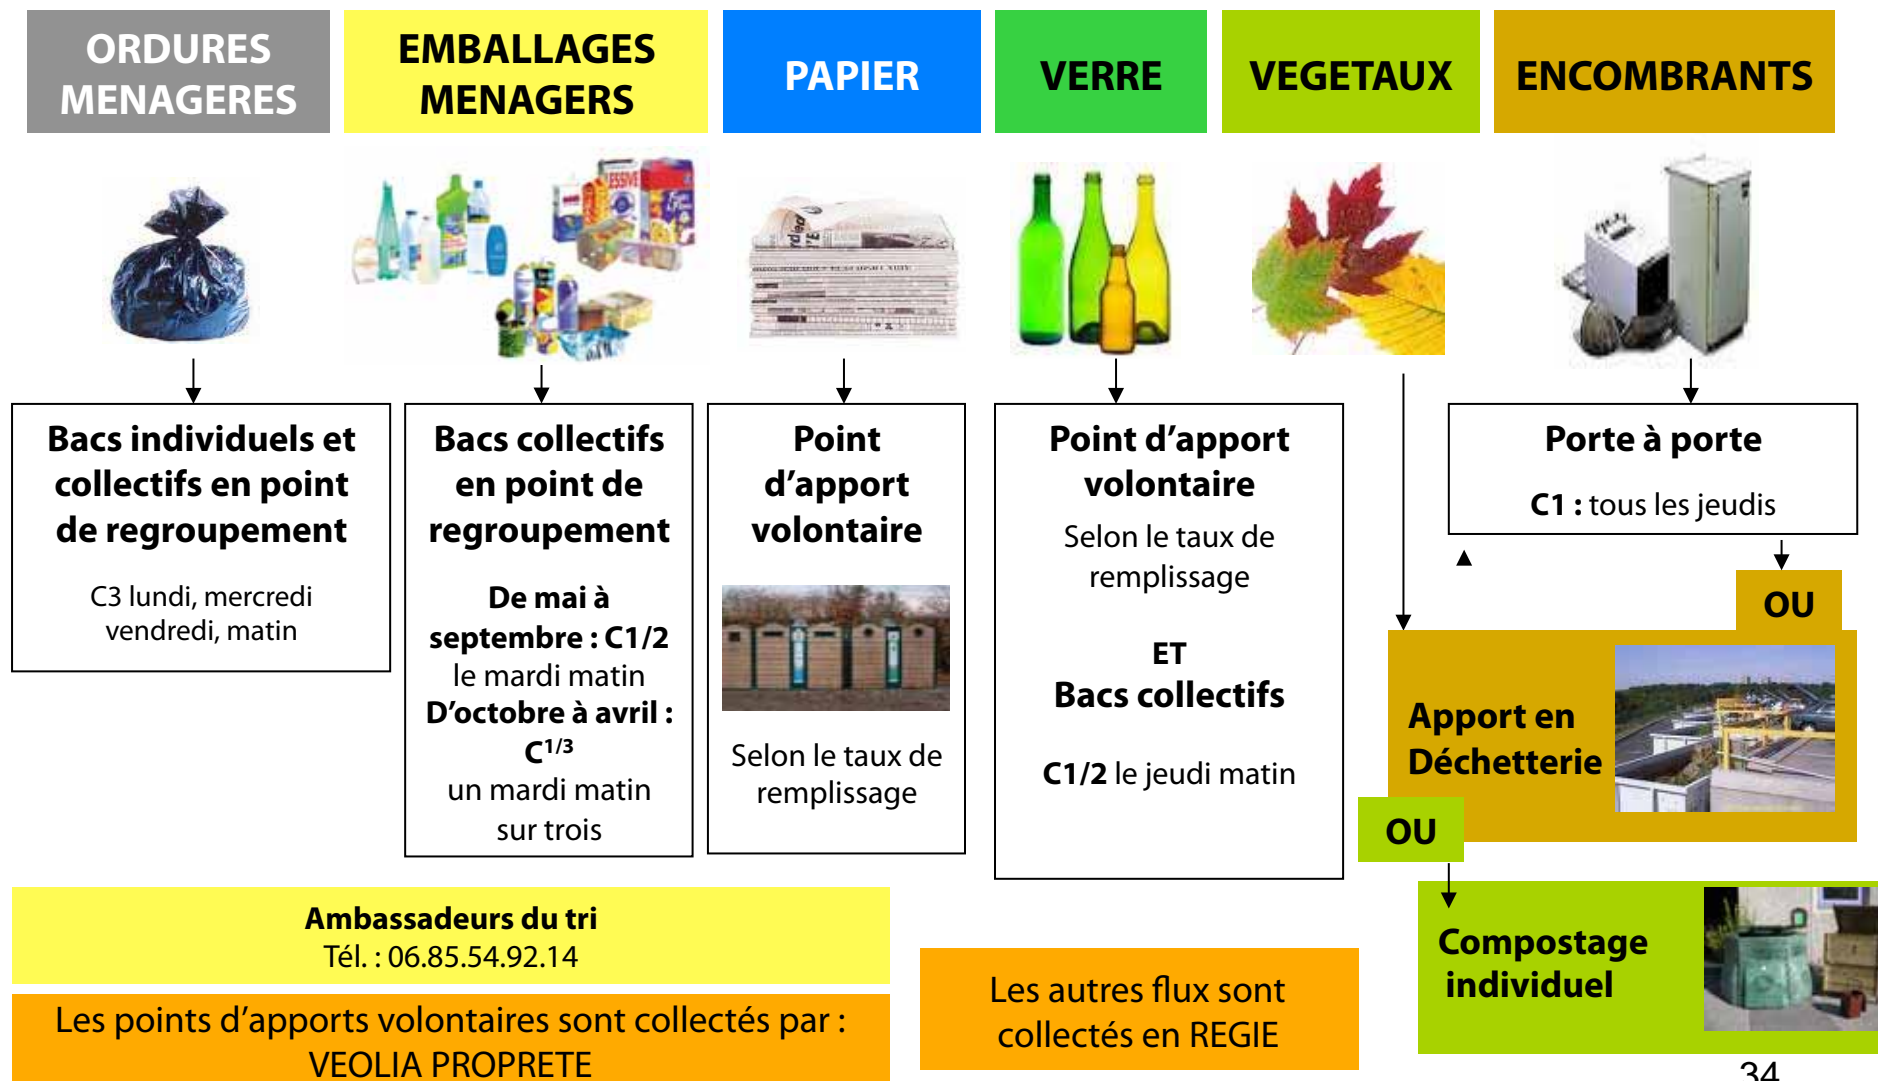 ORDURES
MENAGERES
EMBALLAGES
MENAGERS
PAPIER
VERRE
VEGETAUX
ENCOMBRANTS
Bacs individuels et
collectifs en point
de regroupement
C3 lundi, mercredi
vendredi, matin
Bacs collectifs
en point de
regroupement
De mai à
septembre : C1/2
le mardi matin
D’octobre à avril :
C1/3
un mardi matin
sur trois
Point
d’apport
volontaire
Selon le taux de
remplissage
Point d’apport
volontaire
Selon le taux de
remplissage
ET
Bacs collectifs
C1/2 le jeudi matin
Porte à porte
C1 : tous les jeudis
OU
Apport en
Déchetterie
OU
Compostage
individuel
Ambassadeurs du tri
Tél. : 06.85.54.92.14
Les points d’apports volontaires sont collectés par :
VEOLIA PROPRETE
Les autres flux sont
collectés en REGIE
34